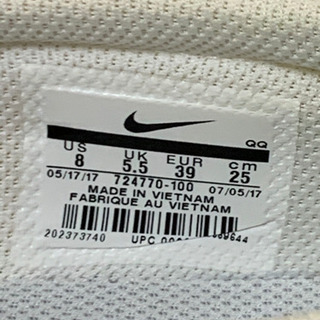 QQ
US UK EUR cm
8 5.5 39 25
05/17/17 724770-100 07/05/17
MADE IN VIETNAM
FABRIQUE AU VIETNAM
202373740 UPC